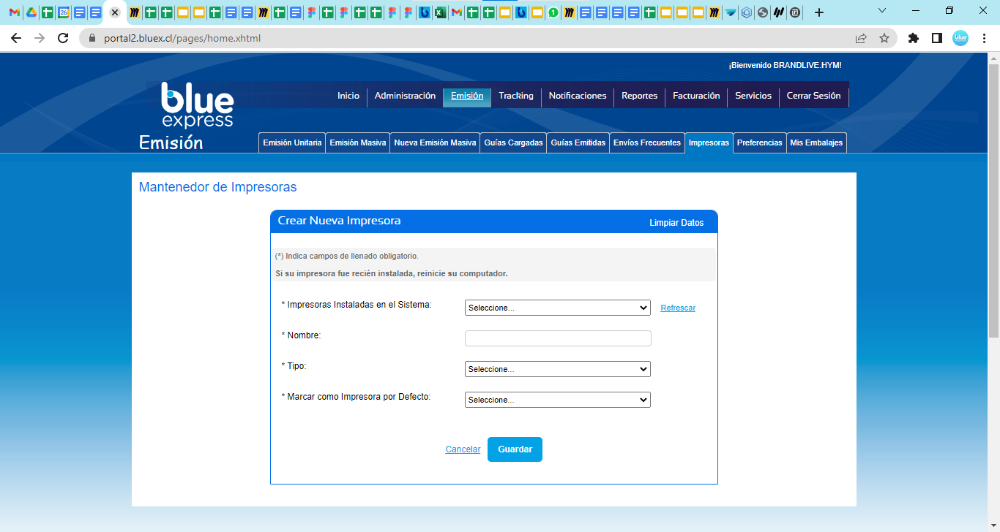 26
1
portal2.bluex.cl/pages/home.xhtml
blue
¡Bienvenido BRANDLIVE.HYM!
blue
express
Inicio Administración Emisión Tracking Notificaciones Reportes Facturación Servicios Cerrar Sesión
Emisión
Emisión Unitaria Emisión Masiva Nueva Emisión Masiva Guías Cargadas Guías Emitidas Envíos Frecuentes Impresoras Preferencias Mis Embalajes
Mantenedor de Impresoras
Crear Nueva Impresora Limpiar Datos
(*) Indica campos de llenado obligatorio.
Si su impresora fue recién instalada, reinicie su computador.
* Impresoras Instaladas en el Sistema: Seleccione... Refrescar
* Nombre:
* Tipo: Seleccione...
* Marcar como Impresora por Defecto: Seleccione...
Cancelar Guardar